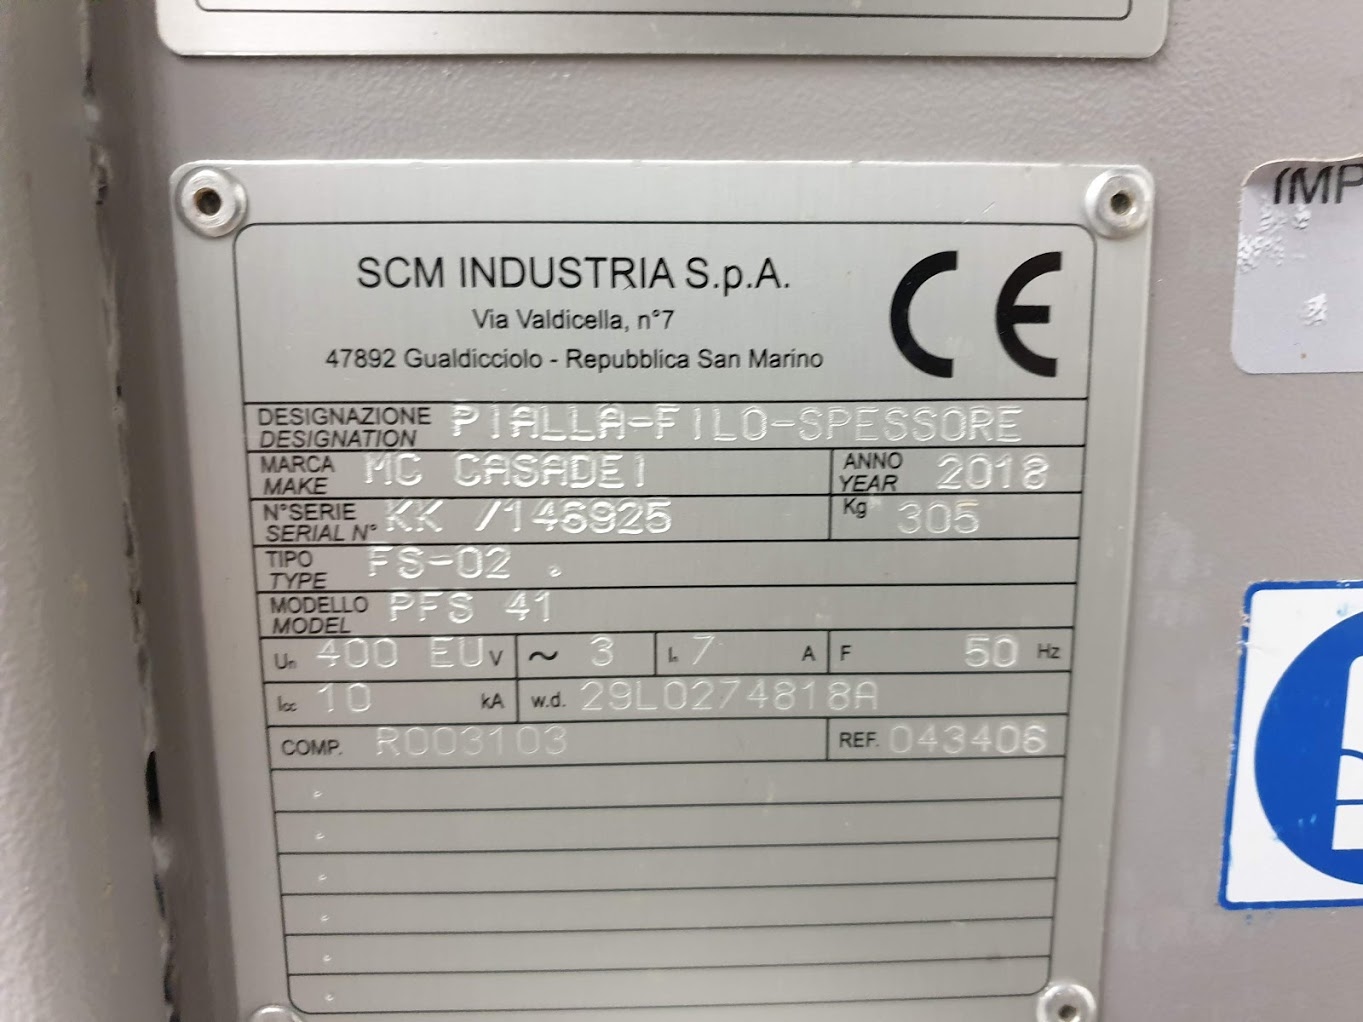 SCM INDUSTRIA S.p.A.
CE
Via Valdicella, n°7
47892 Gualdicciolo - Repubblica San Marino
DESIGNAZIONE PIALLA-FILO-SPESSORE
DESIGNATION
MARCA MC CASADEI ANNO 2018
MAKE YEAR
N°SERIE KK /146925 Kg 305
SERIAL N°
TIPO FS-02 .
TYPE
MODELLO PFS 41
MODEL
Un 400 EU V ~ 3 In 7 A F 50 Hz
Icc 10 kA w.d. 29L0274818A
COMP. R003103 REF. 043406
IMP